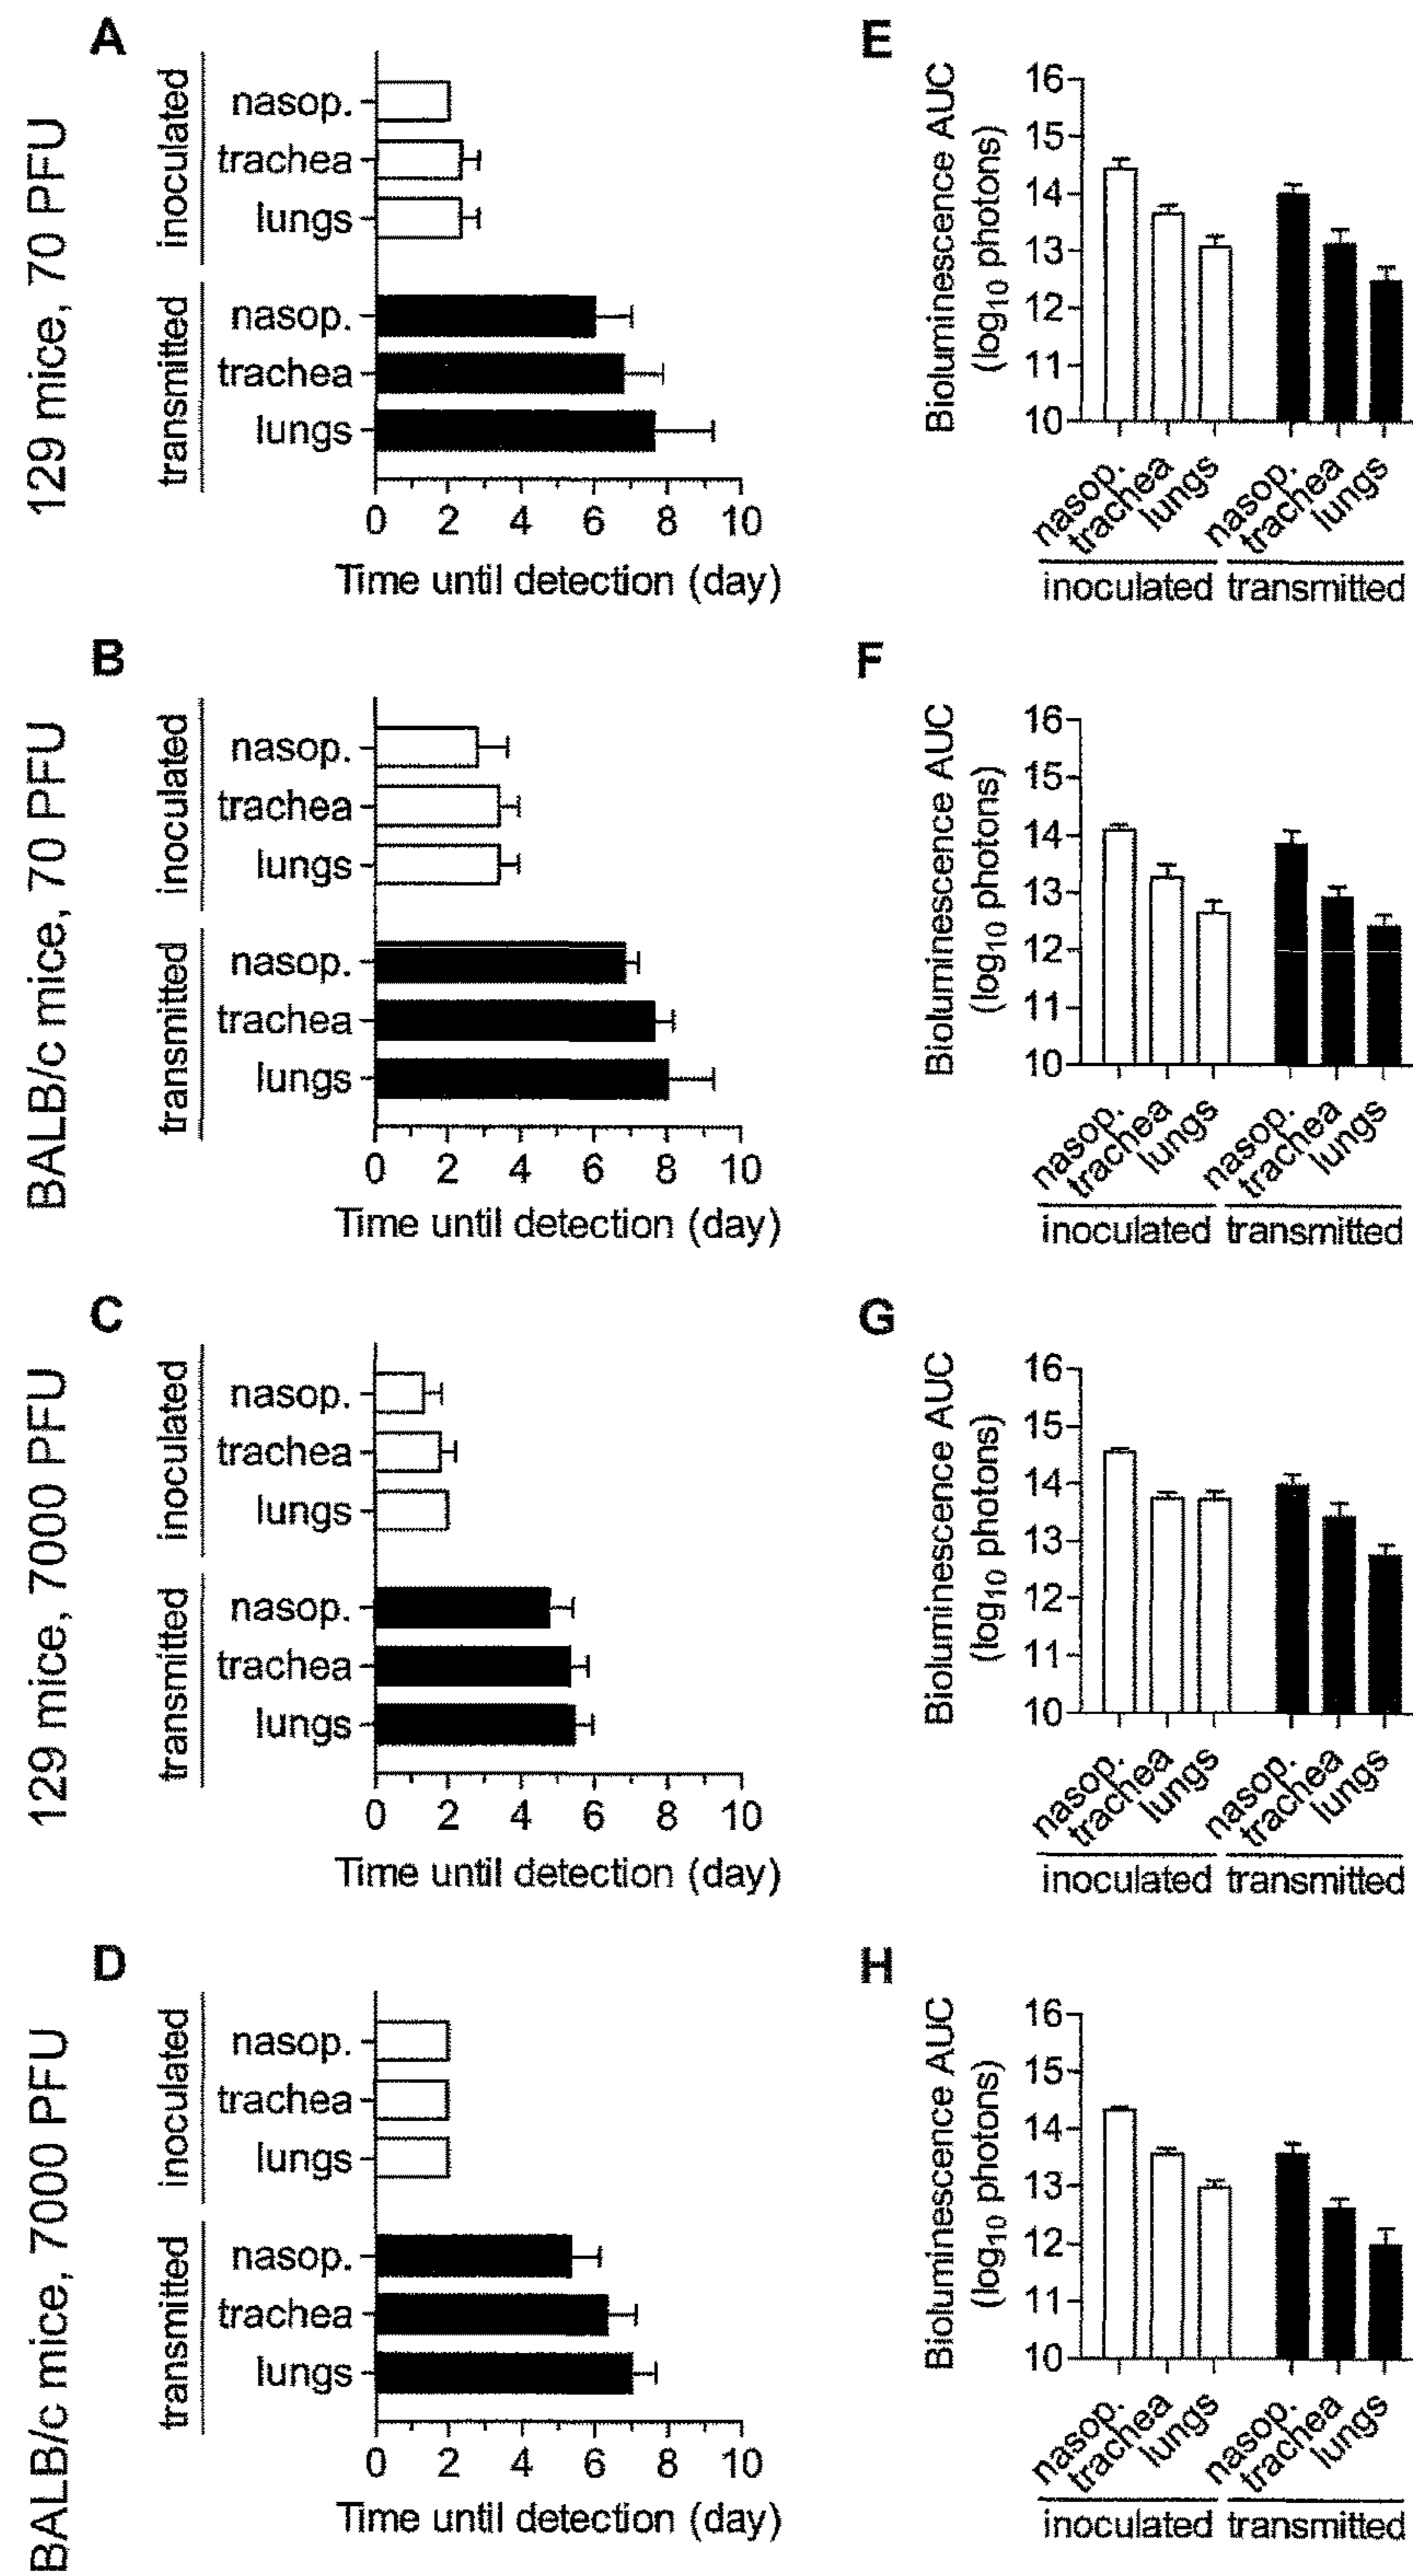 129 mice, 70 PFU
A
inoculated
nasop.
trachea
lungs
transmitted
nasop.
trachea
lungs
0 2 4 6 8 10
Time until detection (day)
E
Bioluminescence AUC
(log10 photons)
16
15
14
13
12
11
10
nasop. trachea lungs nasop. trachea lungs
inoculated transmitted
BALB/c mice, 70 PFU
B
inoculated
nasop.
trachea
lungs
transmitted
nasop.
trachea
lungs
0 2 4 6 8 10
Time until detection (day)
F
Bioluminescence AUC
(log10 photons)
16
15
14
13
12
11
10
nasop. trachea lungs nasop. trachea lungs
inoculated transmitted
129 mice, 7000 PFU
C
inoculated
nasop.
trachea
lungs
transmitted
nasop.
trachea
lungs
0 2 4 6 8 10
Time until detection (day)
G
Bioluminescence AUC
(log10 photons)
16
15
14
13
12
11
10
nasop. trachea lungs nasop. trachea lungs
inoculated transmitted
BALB/c mice, 7000 PFU
D
inoculated
nasop.
trachea
lungs
transmitted
nasop.
trachea
lungs
0 2 4 6 8 10
Time until detection (day)
H
Bioluminescence AUC
(log10 photons)
16
15
14
13
12
11
10
nasop. trachea lungs nasop. trachea lungs
inoculated transmitted